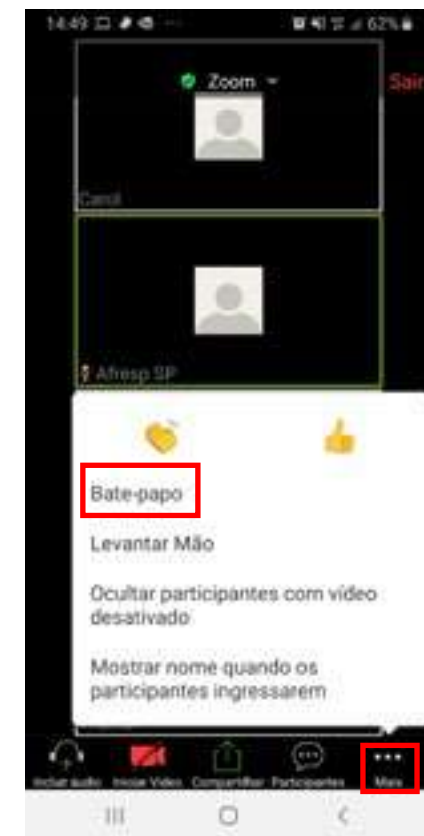 14:49
62%
Zoom
Sair
Carol
Afresp SP
Bate-papo
Levantar Mão
Ocultar participantes com vídeo
desativado
Mostrar nome quando os
participantes ingressarem
Incluir áudio Iniciar Vídeo Compartilhar Participantes Mais